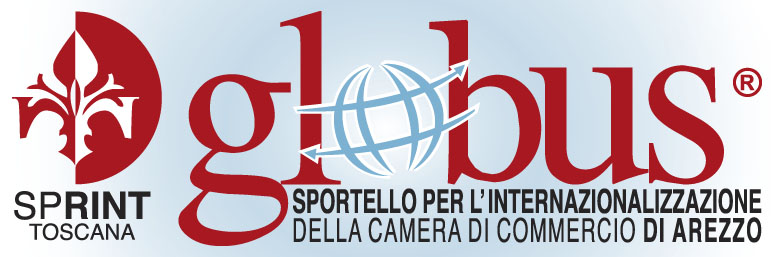 SPRINT
TOSCANA
globus®
SPORTELLO PER L'INTERNAZIONALIZZAZIONE
DELLA CAMERA DI COMMERCIO DI AREZZO